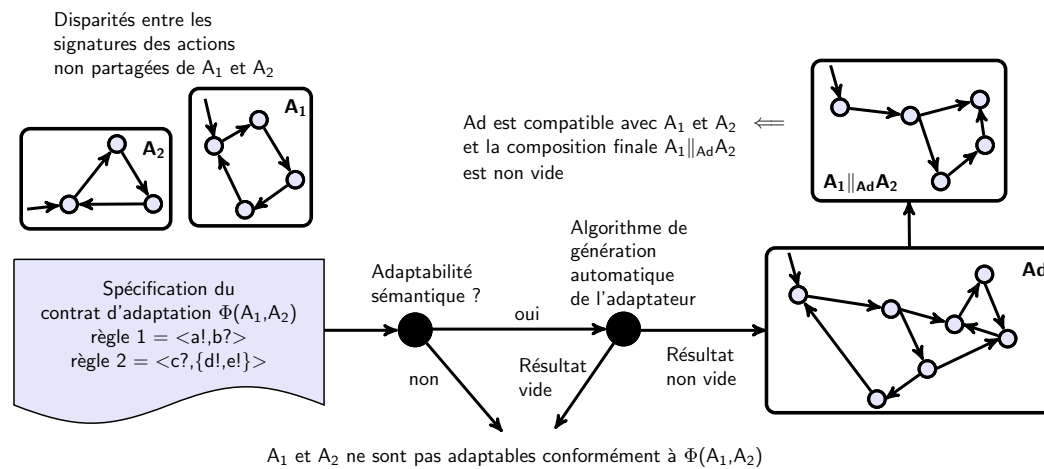 Disparités entre les
signatures des actions
non partagées de A₁ et A₂
A₁
A₂
Ad est compatible avec A₁ et A₂ ⟸
et la composition finale A₁‖AdA₂
est non vide
A₁‖AdA₂
Spécification du
contrat d'adaptation Φ(A₁,A₂)
règle 1 = <a!,b?>
règle 2 = <c?,{d!,e!}>
Adaptabilité
sémantique ?
oui
non
Algorithme de
génération
automatique
de l'adaptateur
Résultat
vide
Résultat
non vide
Ad
A₁ et A₂ ne sont pas adaptables conformément à Φ(A₁,A₂)